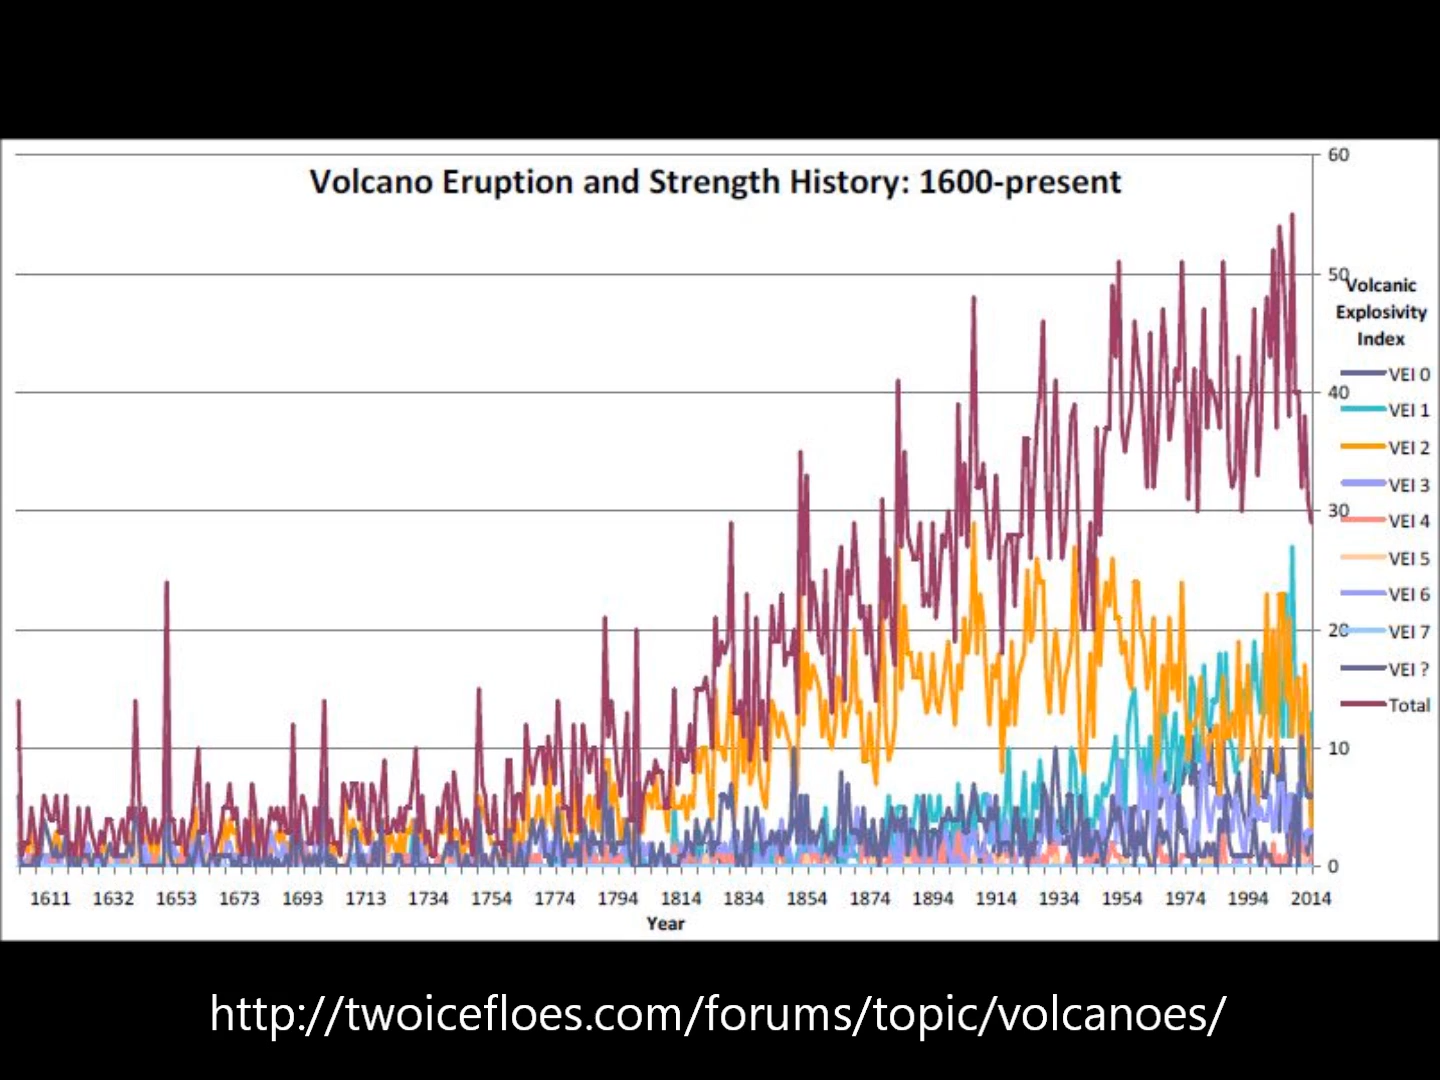 Volcano Eruption and Strength History: 1600-present
60
50
40
30
20
10
0
Volcanic
Explosivity
Index
VEI 0
VEI 1
VEI 2
VEI 3
VEI 4
VEI 5
VEI 6
VEI 7
VEI ?
Total
1611 1632 1653 1673 1693 1713 1734 1754 1774 1794 1814 1834 1854 1874 1894 1914 1934 1954 1974 1994 2014
Year
http://twoicefloes.com/forums/topic/volcanoes/